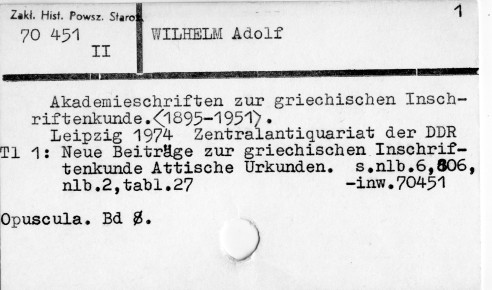 1
Zakł. Hist. Powsz. Staroż.
70 451 WILHELM Adolf
II
Akademieschriften zur griechischen Insch-
riftenkunde.<1895-1951>.
Leipzig 1974 Zentralantiquariat der DDR
Tl 1: Neue Beiträge zur griechischen Inschrif-
tenkunde Attische Urkunden. s.nlb.6,806,
nlb.2,tabl.27 -inw.70451
Opuscula. Bd 8.